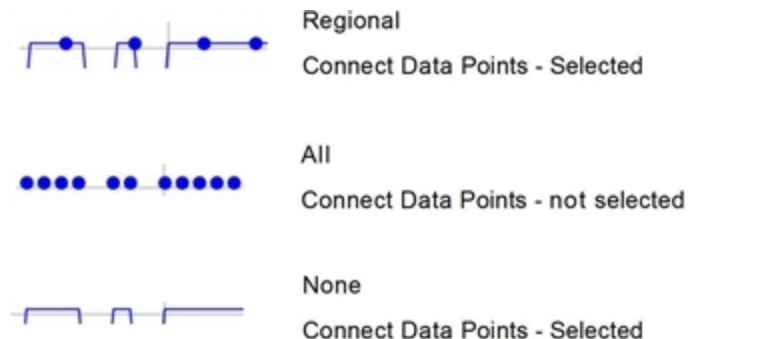 Regional
Connect Data Points - Selected
All
Connect Data Points - not selected
None
Connect Data Points - Selected